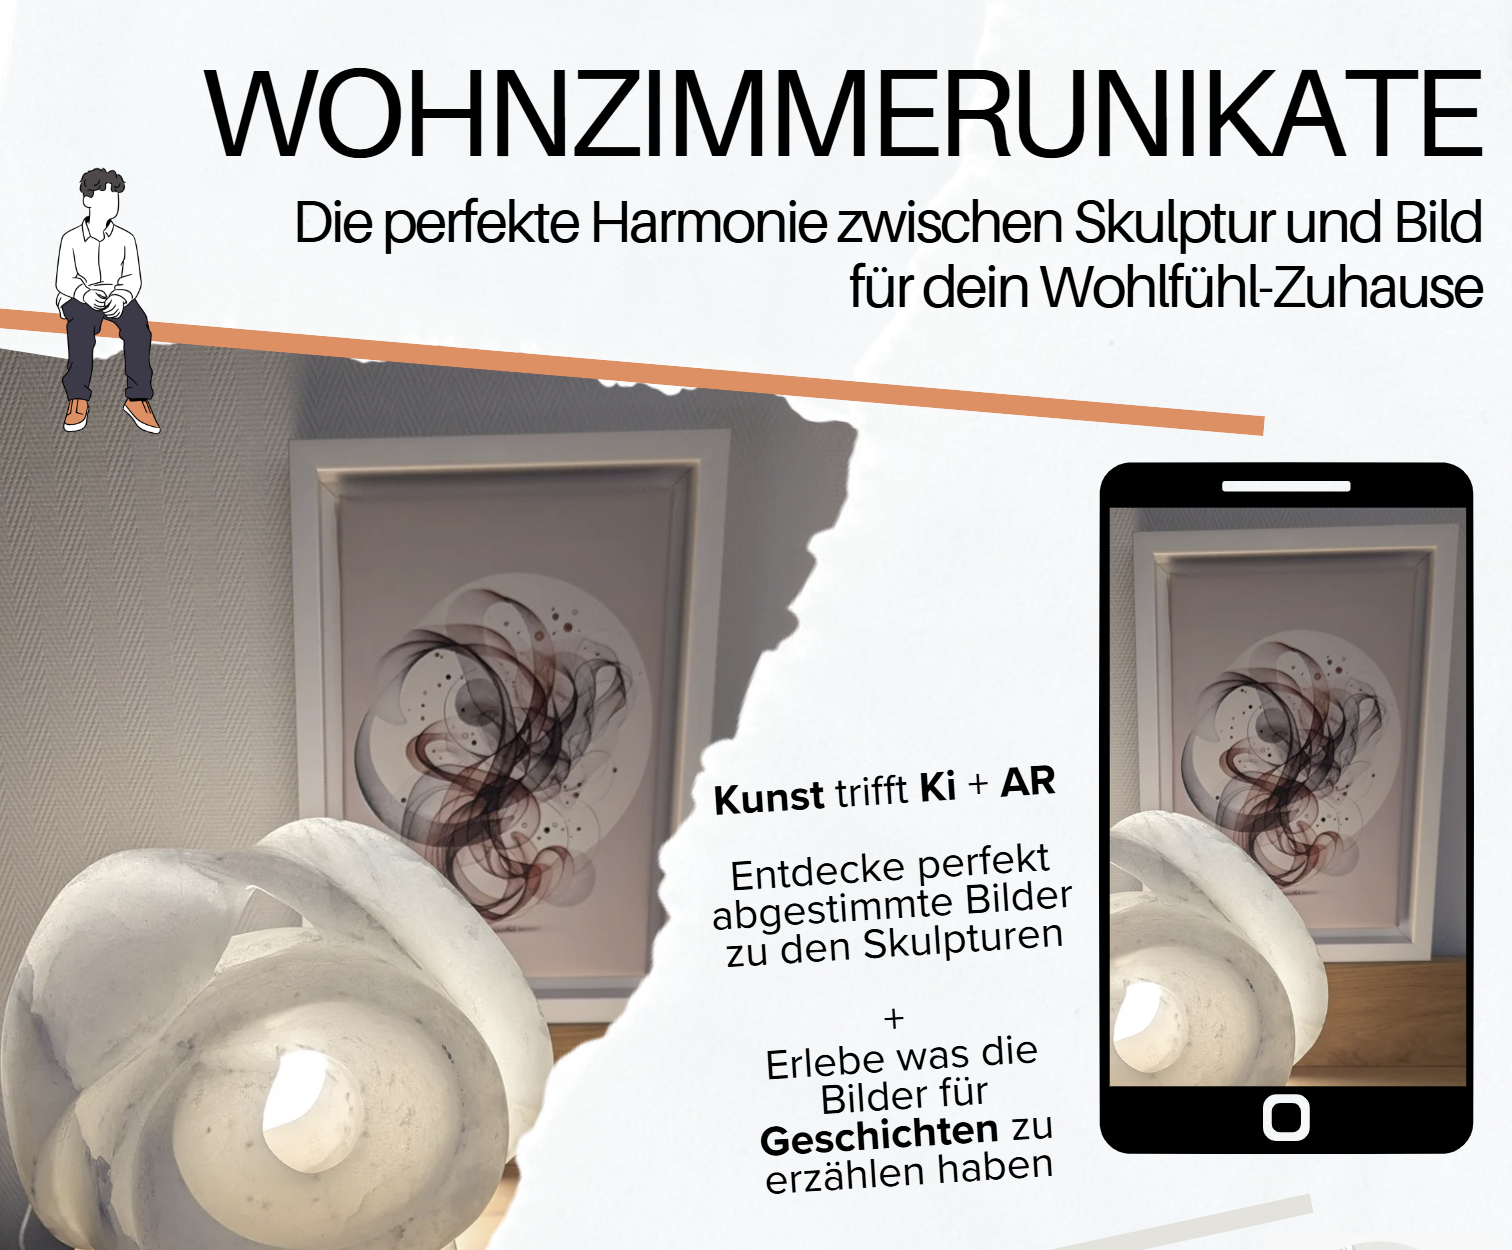 WOHNZIMMERUNIKATE
Die perfekte Harmonie zwischen Skulptur und Bild
für dein Wohlfühl-Zuhause
Kunst trifft Ki + AR
Entdecke perfekt
abgestimmte Bilder
zu den Skulpturen
+
Erlebe was die
Bilder für
Geschichten zu
erzählen haben